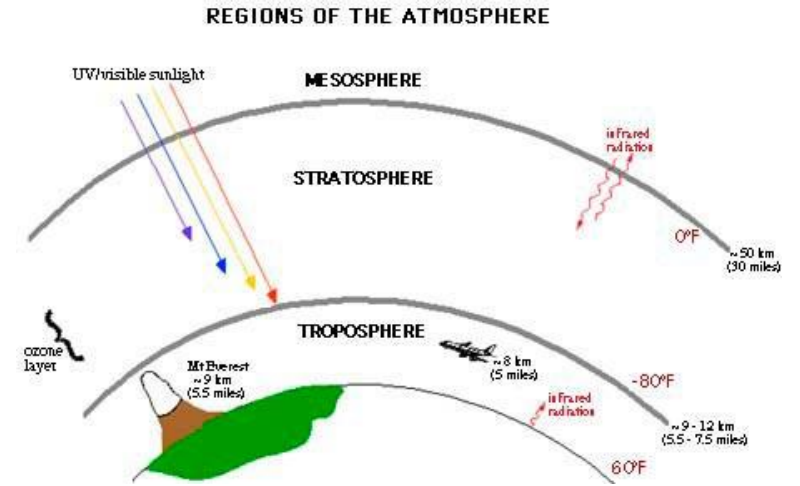 REGIONS OF THE ATMOSPHERE
UV/visible sunlight
MESOSPHERE
infrared
radiation
STRATOSPHERE
0°F
~50 km
(30 miles)
TROPOSPHERE
ozone
layer
Mt Everest
~9 km
(5.5 miles)
~8 km
(5 miles)
-80°F
infrared
radiation
~9 - 12 km
(5.5 - 7.5 miles)
60°F